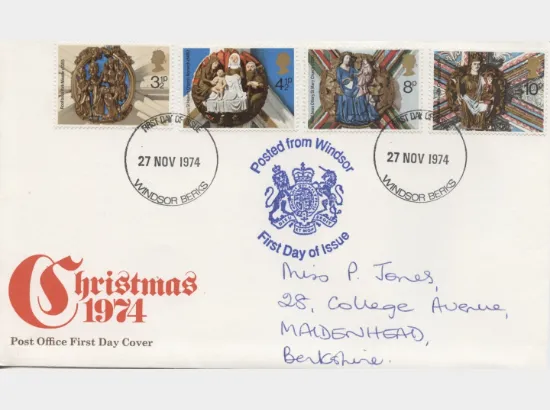 3½P
4½P
8P
10P
FIRST DAY OF ISSUE
27 NOV 1974
WINDSOR BERKS
FIRST DAY OF ISSUE
27 NOV 1974
WINDSOR BERKS
Posted from Windsor
First Day of Issue
Christmas
1974
Post Office First Day Cover
Miss P. Jones,
28, College Avenue,
MAIDENHEAD,
Berkshire.